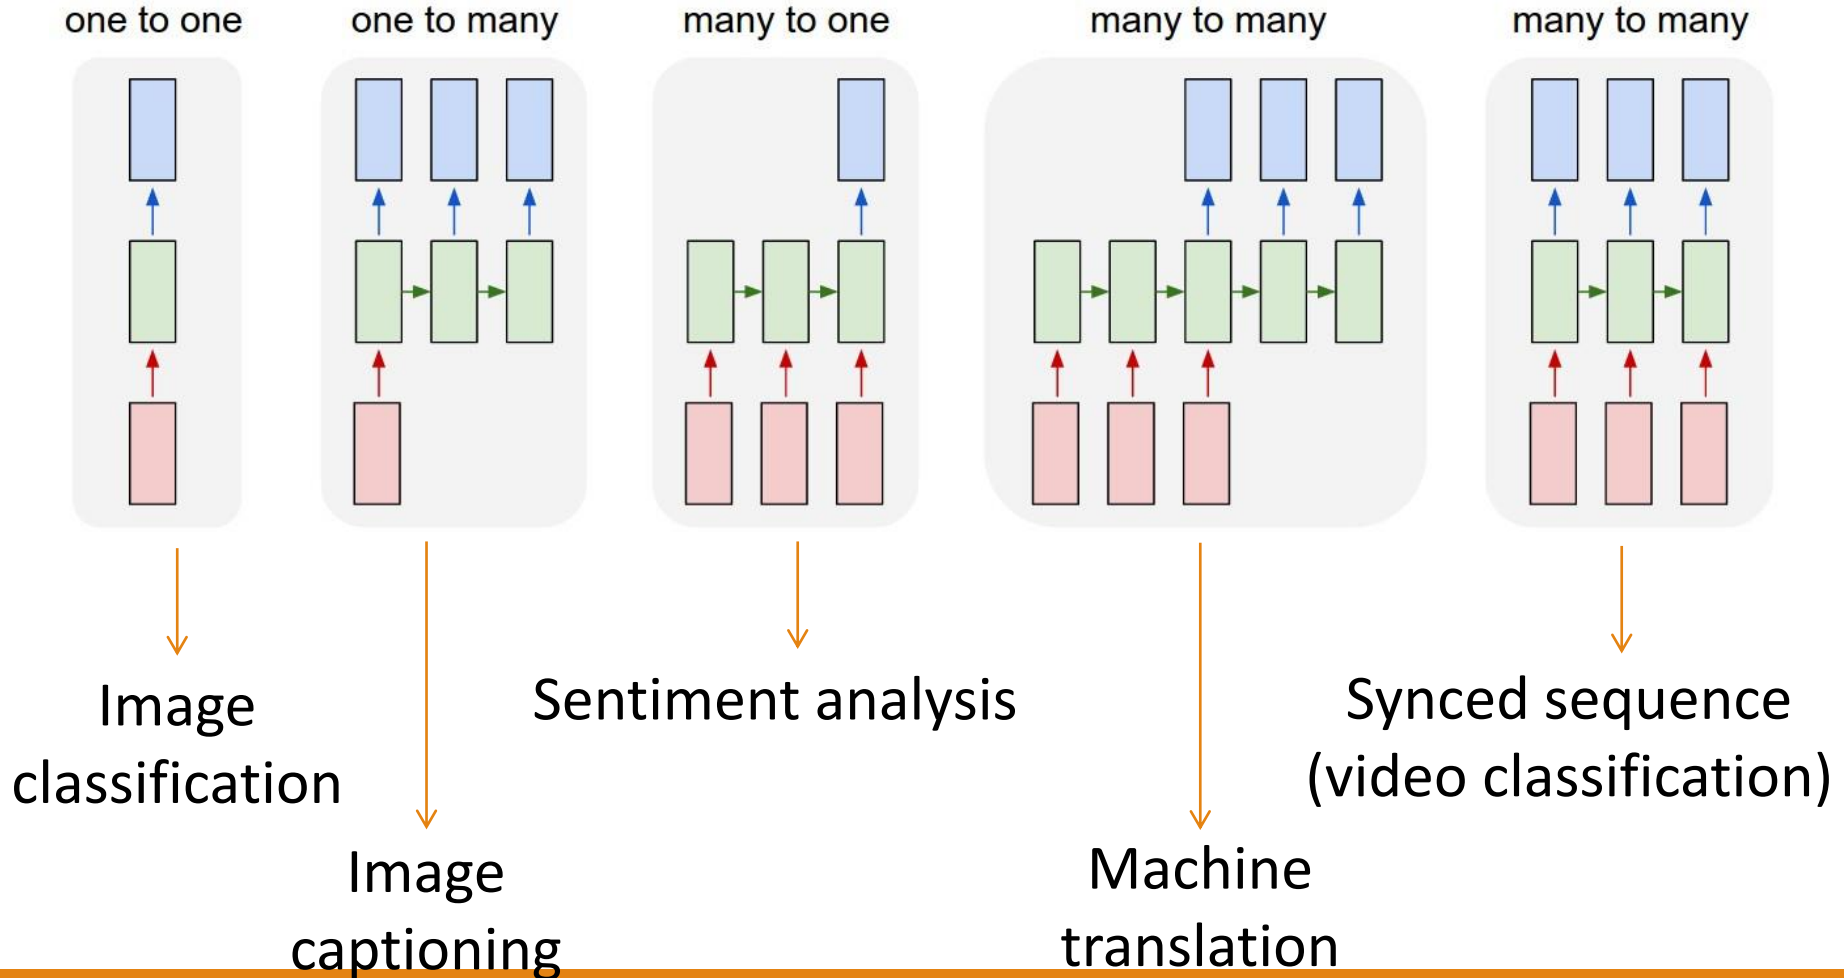 one to one
one to many
many to one
many to many
many to many
Image
classification
Image
captioning
Sentiment analysis
Machine
translation
Synced sequence
(video classification)